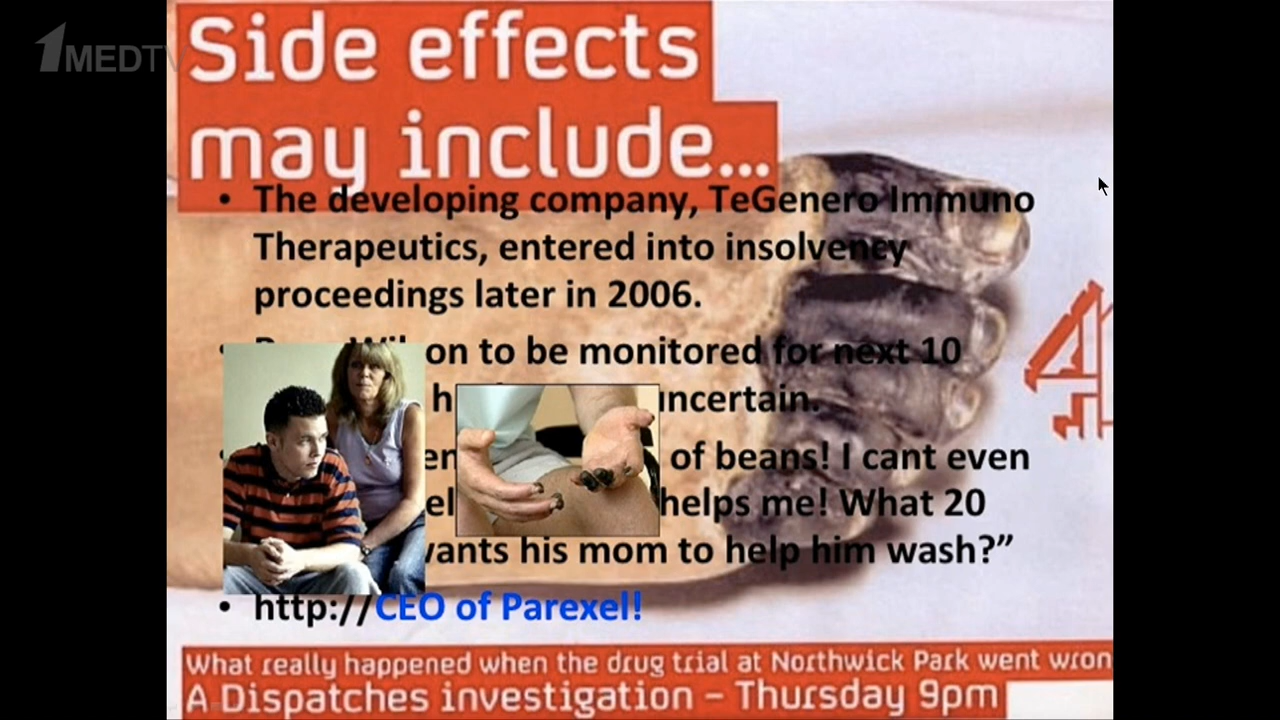 1MEDTV
Side effects
may include...
• The developing company, TeGenero Immuno
Therapeutics, entered into insolvency
proceedings later in 2006.
on to be monitored for next 10
uncertain.
of beans! I cant even
helps me! What 20
wants his mom to help him wash?”
• http://CEO of Parexel!
4
What really happened when the drug trial at Northwick Park went wron
A Dispatches investigation – Thursday 9pm